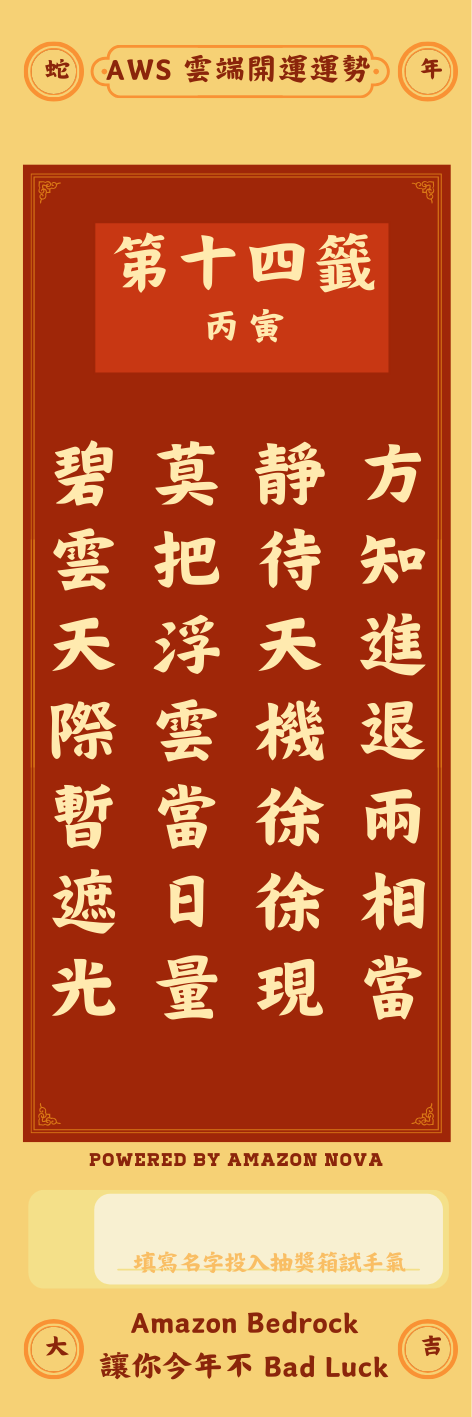 蛇
AWS 雲端開運運勢
年
第十四籤
丙寅
碧雲天際暫遮光
莫把浮雲當日量
靜待天機徐徐現
方知進退兩相當
POWERED BY AMAZON NOVA
填寫名字投入抽獎箱試手氣
大
Amazon Bedrock
讓你今年不 Bad Luck
吉